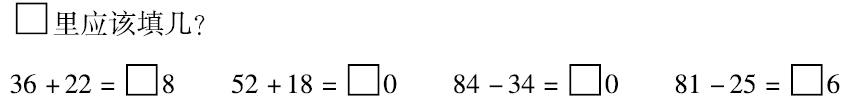 □里应该填几？
36 + 22 = □8 52 + 18 = □0 84 − 34 = □0 81 − 25 = □6